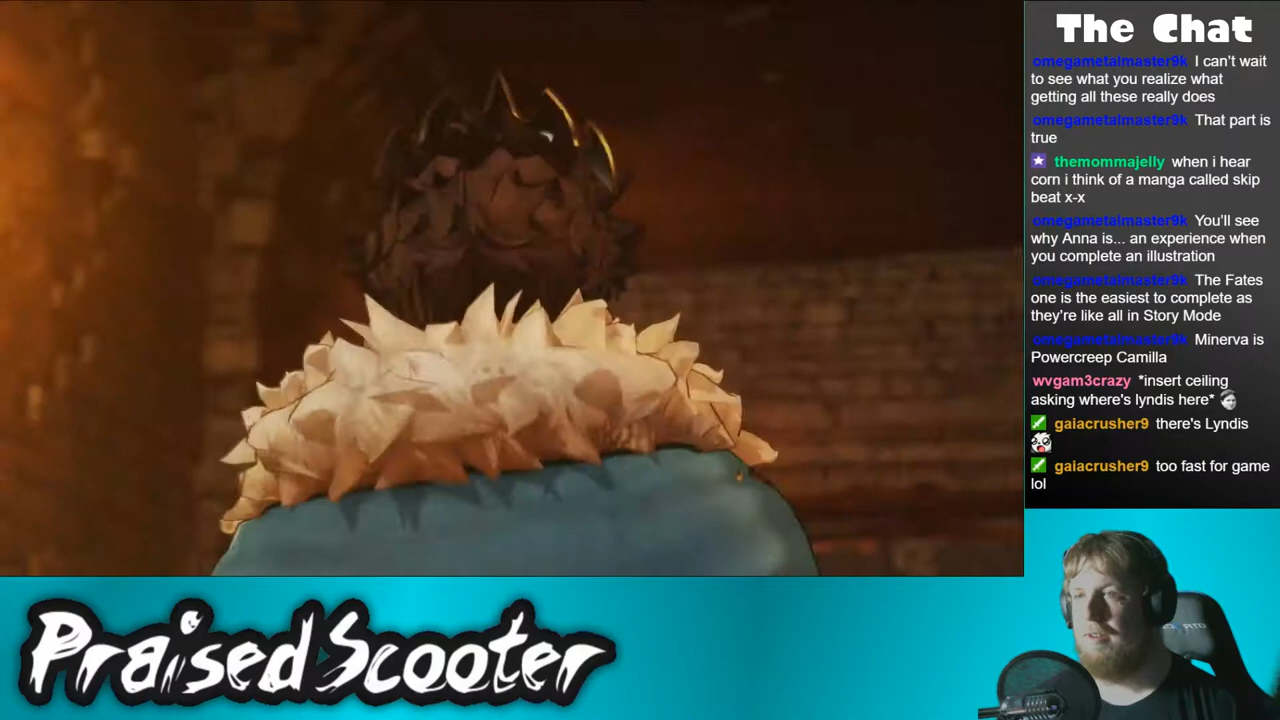 The Chat
omegametalmaster9k I can't wait
to see what you realize what
getting all these really does
omegametalmaster9k That part is
true
themommajelly when i hear
corn i think of a manga called skip
beat x-x
omegametalmaster9k You'll see
why Anna is... an experience when
you complete an illustration
omegametalmaster9k The Fates
one is the easiest to complete as
they're like all in Story Mode
omegametalmaster9k Minerva is
Powercreep Camilla
wvgam3crazy *insert ceiling
asking where's lyndis here*
gaiacrusher9 there's Lyndis
gaiacrusher9 too fast for game
lol
PraisedScooter